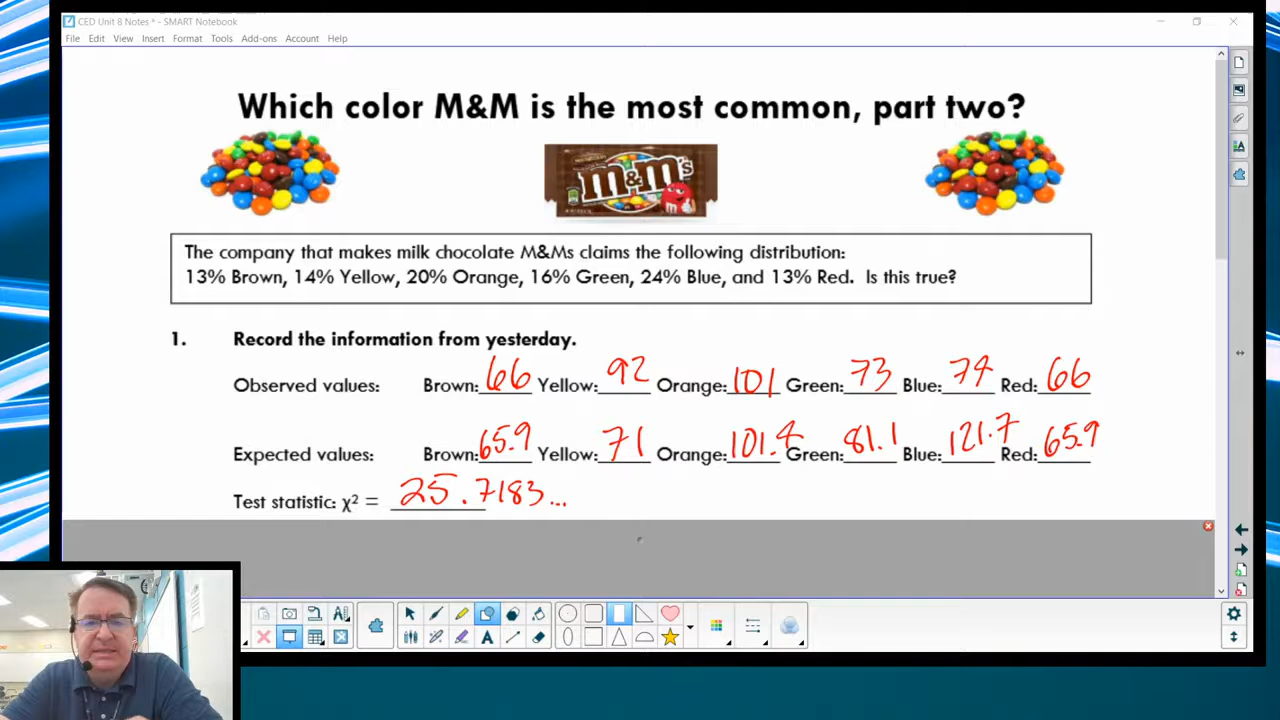 CED Unit 8 Notes * - SMART Notebook
File Edit View Insert Format Tools Add-ons Account Help
Which color M&M is the most common, part two?
m&m's
The company that makes milk chocolate M&Ms claims the following distribution:
13% Brown, 14% Yellow, 20% Orange, 16% Green, 24% Blue, and 13% Red. Is this true?
1. Record the information from yesterday.
Observed values: Brown: 66 Yellow: 92 Orange: 101 Green: 73 Blue: 74 Red: 66
Expected values: Brown: 65.9 Yellow: 71 Orange: 101.4 Green: 81.1 Blue: 121.7 Red: 65.9
Test statistic: χ² = 25.7183...